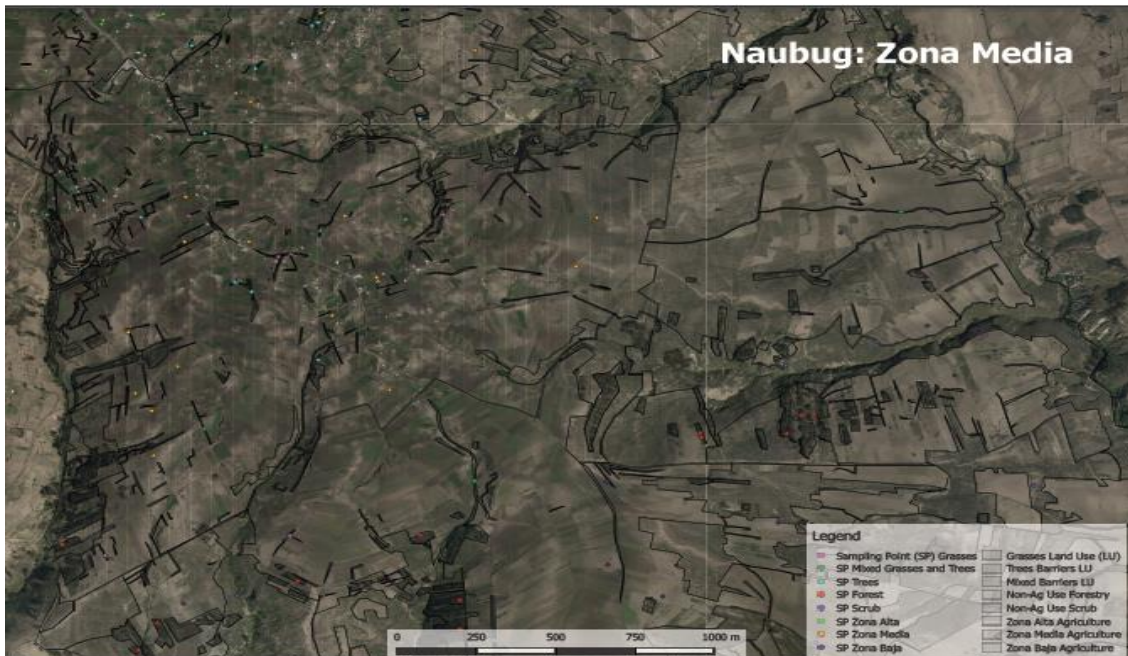 Naubug: Zona Media
Legend
Sampling Point (SP) Grasses
SP Mixed Grasses and Trees
SP Trees
SP Forest
SP Scrub
SP Zona Alta
SP Zona Media
SP Zona Baja
Grasses Land Use (LU)
Trees Barriers LU
Mixed Barriers LU
Non-Ag Use Forestry
Non-Ag Use Scrub
Zona Alta Agriculture
Zona Media Agriculture
Zona Baja Agriculture
0 250 500 750 1000 m